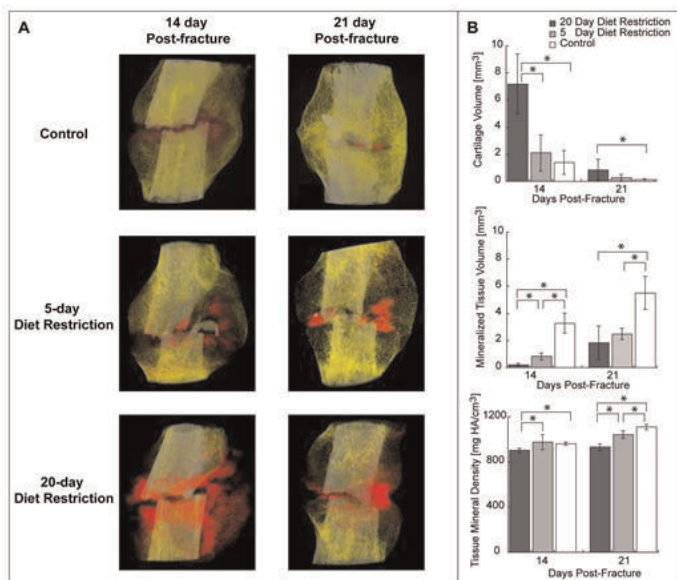 A
14 day
Post-fracture
21 day
Post-fracture
Control
5-day
Diet Restriction
20-day
Diet Restriction
B
20 Day Diet Restriction
5 Day Diet Restriction
Control
Cartilage Volume [mm³]
10
8
6
4
2
0
* *
*
14 21
Days Post-Fracture
Mineralized Tissue Volume [mm³]
10
8
6
4
2
0
*
* *
*
*
14 21
Days Post-Fracture
Tissue Mineral Density [mg HA/cm³]
1200
900
600
300
0
* *
*
* *
14 21
Days Post-Fracture